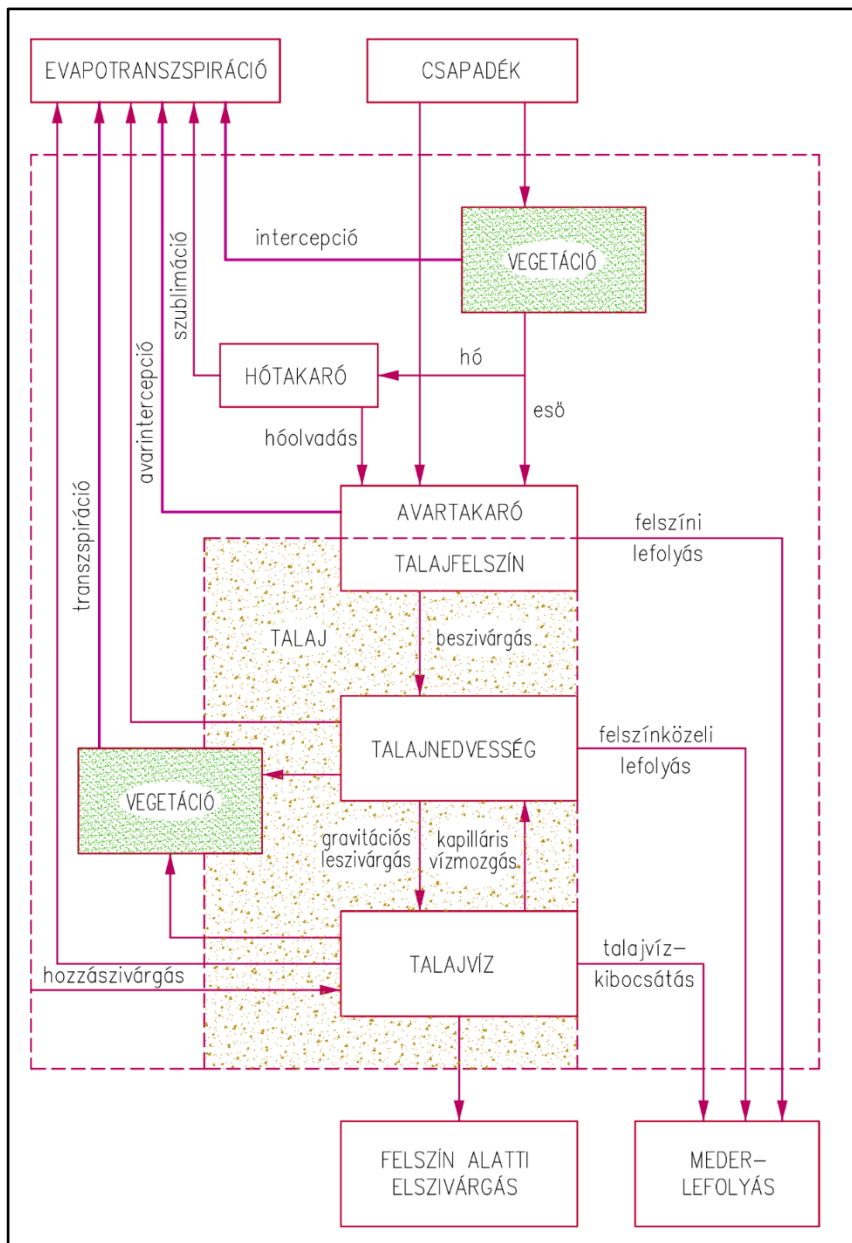 EVAPOTRANSZSPIRÁCIÓ
CSAPADÉK
intercepció
VEGETÁCIÓ
szublimáció
avarintercepció
transzspiráció
HÓTAKARÓ
hó
hóolvadás
eső
AVARTAKARÓ
felszíni
lefolyás
TALAJFELSZÍN
TALAJ
beszivárgás
TALAJNEDVESSÉG
felszínközeli
lefolyás
VEGETÁCIÓ
gravitációs
leszivárgás
kapilláris
vízmozgás
TALAJVÍZ
talajvíz-
kibocsátás
hozzászivárgás
FELSZÍN ALATTI
ELSZIVÁRGÁS
MEDER-
LEFOLYÁS